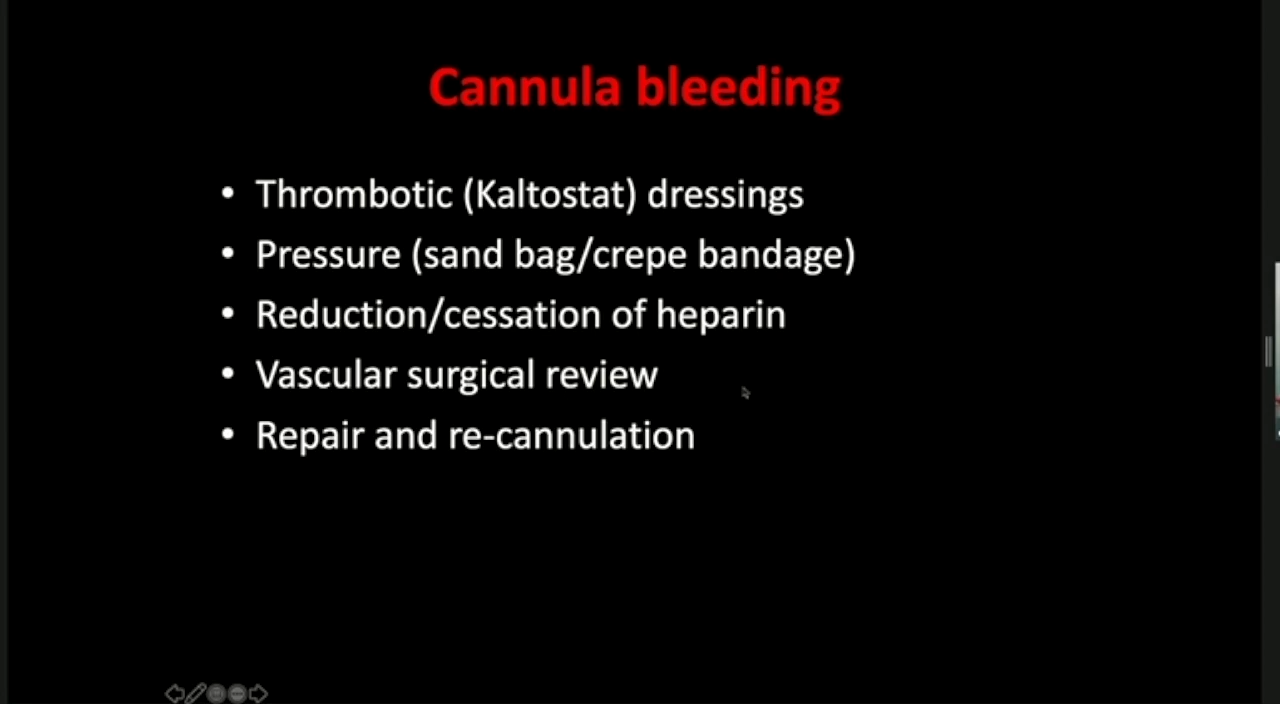 Cannula bleeding
• Thrombotic (Kaltostat) dressings
• Pressure (sand bag/crepe bandage)
• Reduction/cessation of heparin
• Vascular surgical review
• Repair and re-cannulation